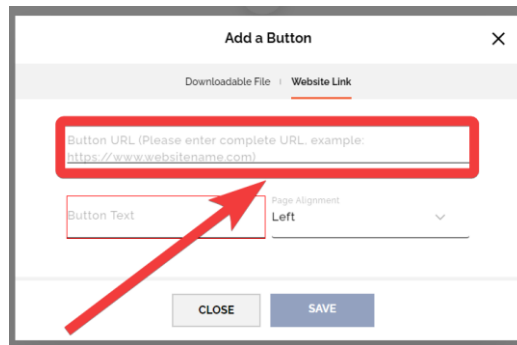 Add a Button
Downloadable File
Website Link
Button URL (Please enter complete URL, example:
https://www.websitename.com)
Button Text
Page Alignment
Left
CLOSE
SAVE